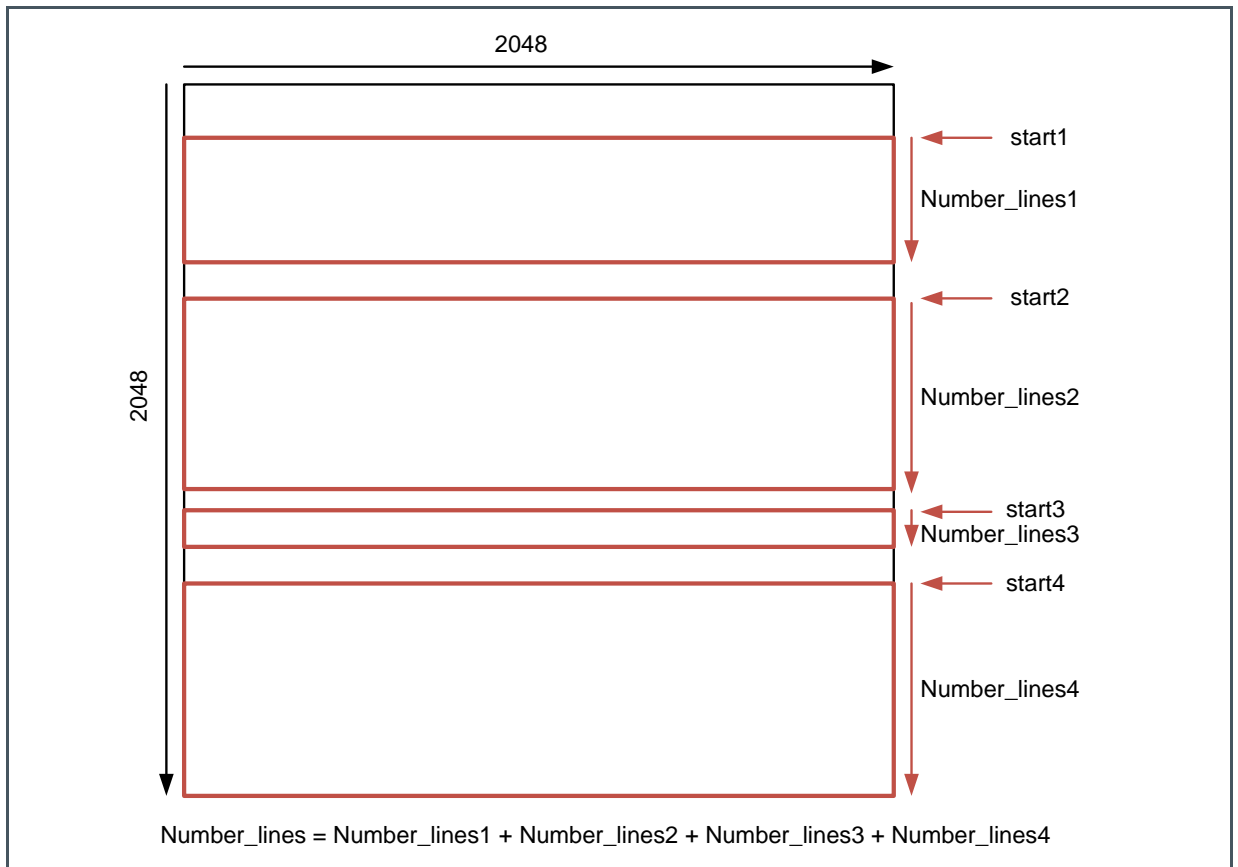 2048
start1
Number_lines1
start2
2048
Number_lines2
start3
Number_lines3
start4
Number_lines4
Number_lines = Number_lines1 + Number_lines2 + Number_lines3 + Number_lines4